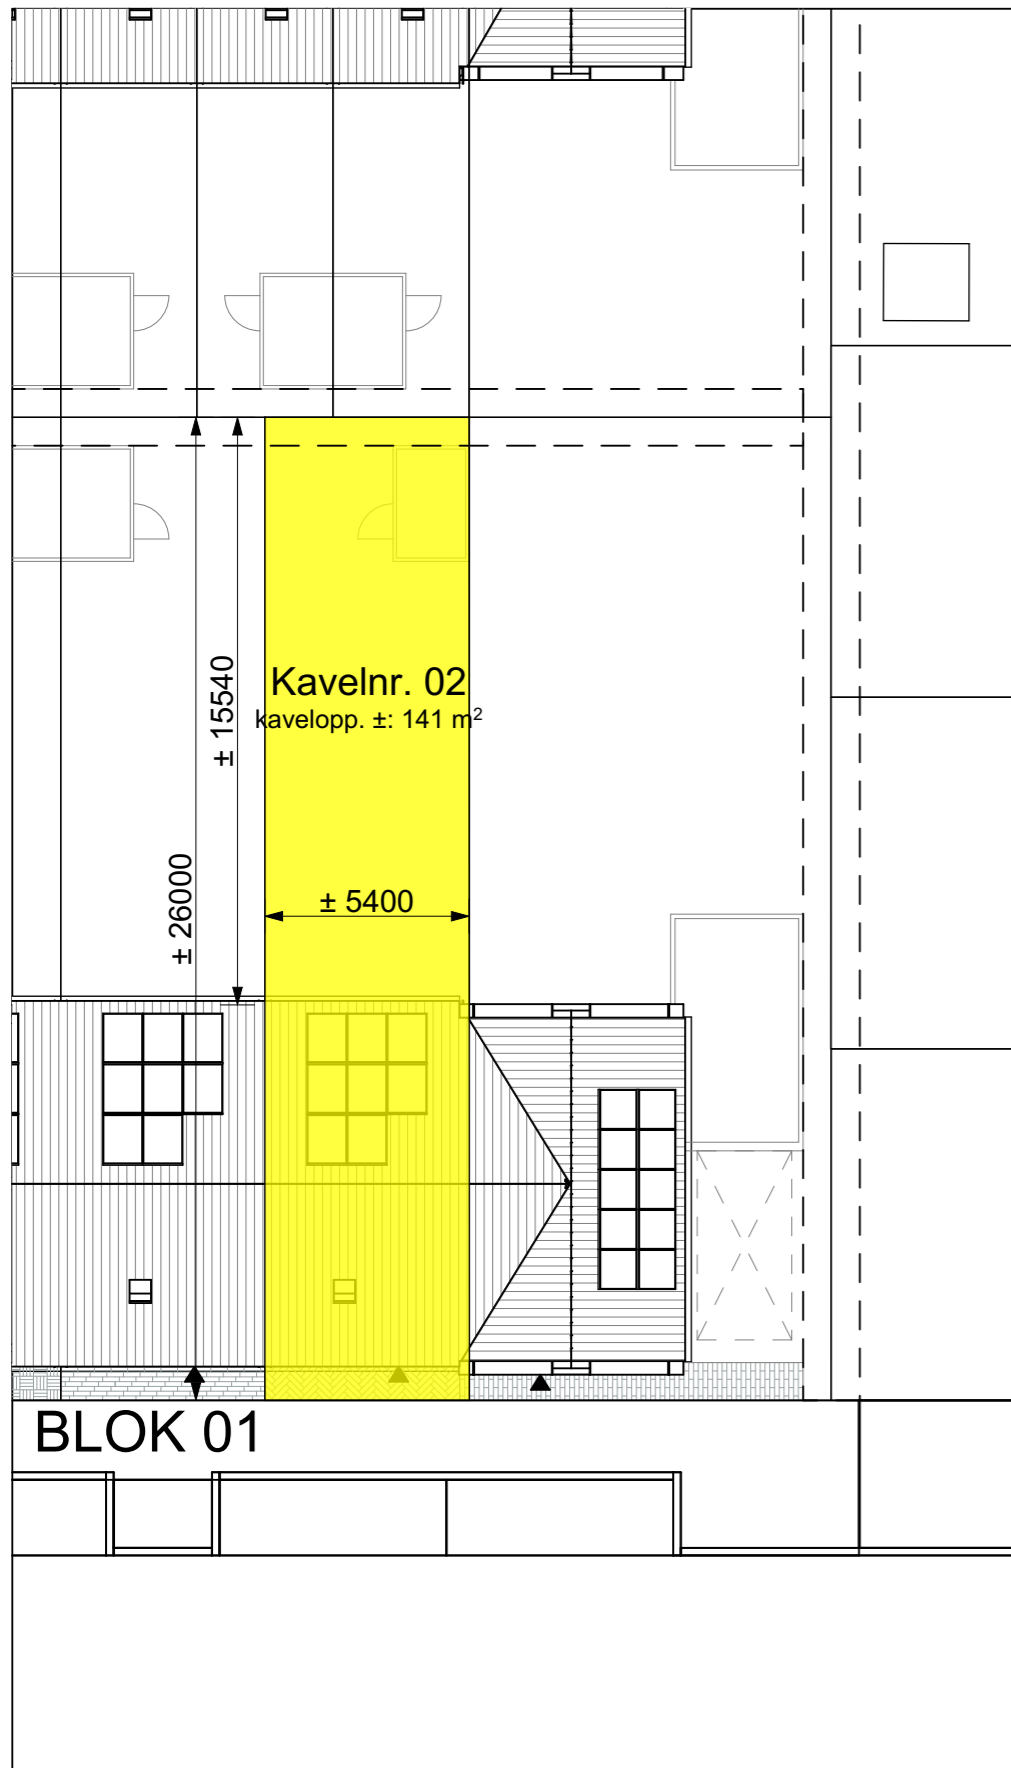 Kavelnr. 02
kavelopp. ±: 141 m²
± 15540
± 26000
± 5400
BLOK 01